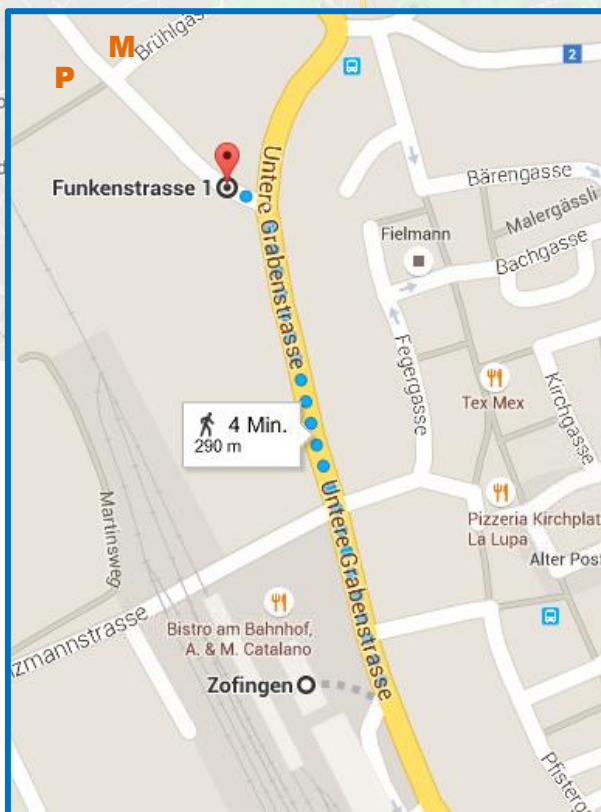 M
Brühlgass
P
2
Funkenstrasse 1
Untere Grabenstrasse
Bärengasse
Malergässli
Fielmann
Bachgasse
Fegergasse
Tex Mex
Kirchgasse
4 Min.
290 m
Martinsweg
Untere Grabenstrasse
Pizzeria Kirchplat
La Lupa
Alter Post
zmannstrasse
Bistro am Bahnhof,
A. & M. Catalano
Zofingen
Pfisterga